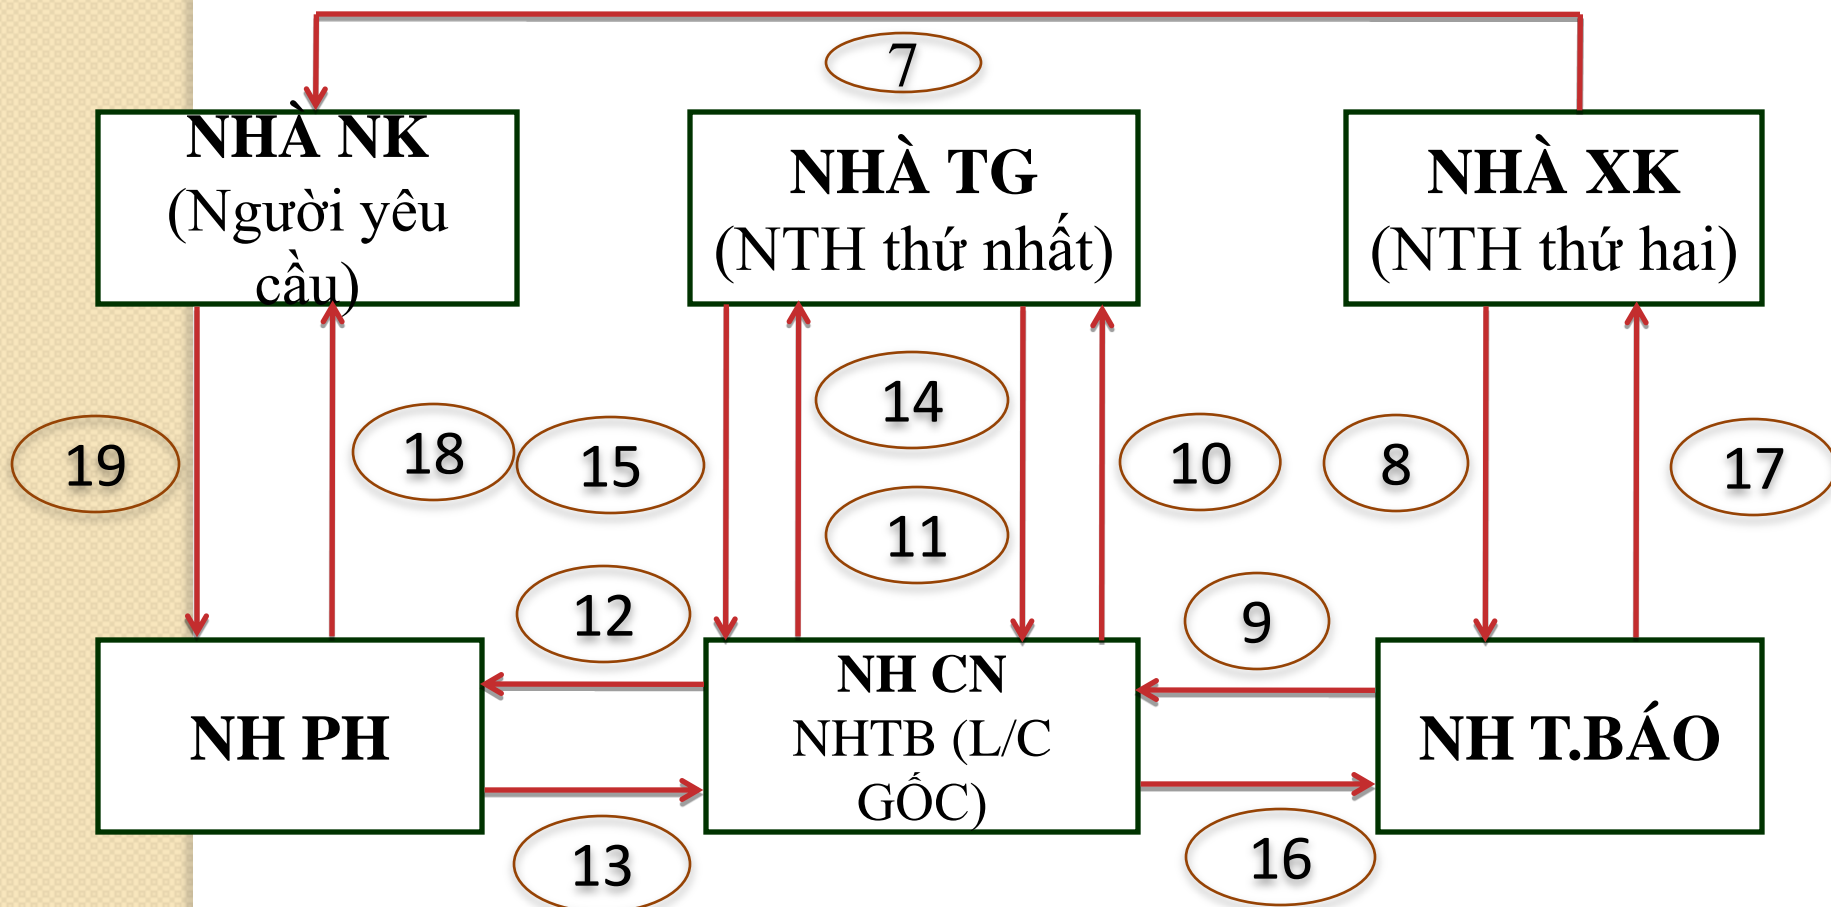 7
NHÀ NK
(Người yêu
cầu)
NHÀ TG
(NTH thứ nhất)
NHÀ XK
(NTH thứ hai)
19
18
15
14
11
10
8
17
12
9
NH PH
NH CN
NHTB (L/C
GỐC)
NH T.BÁO
13
16